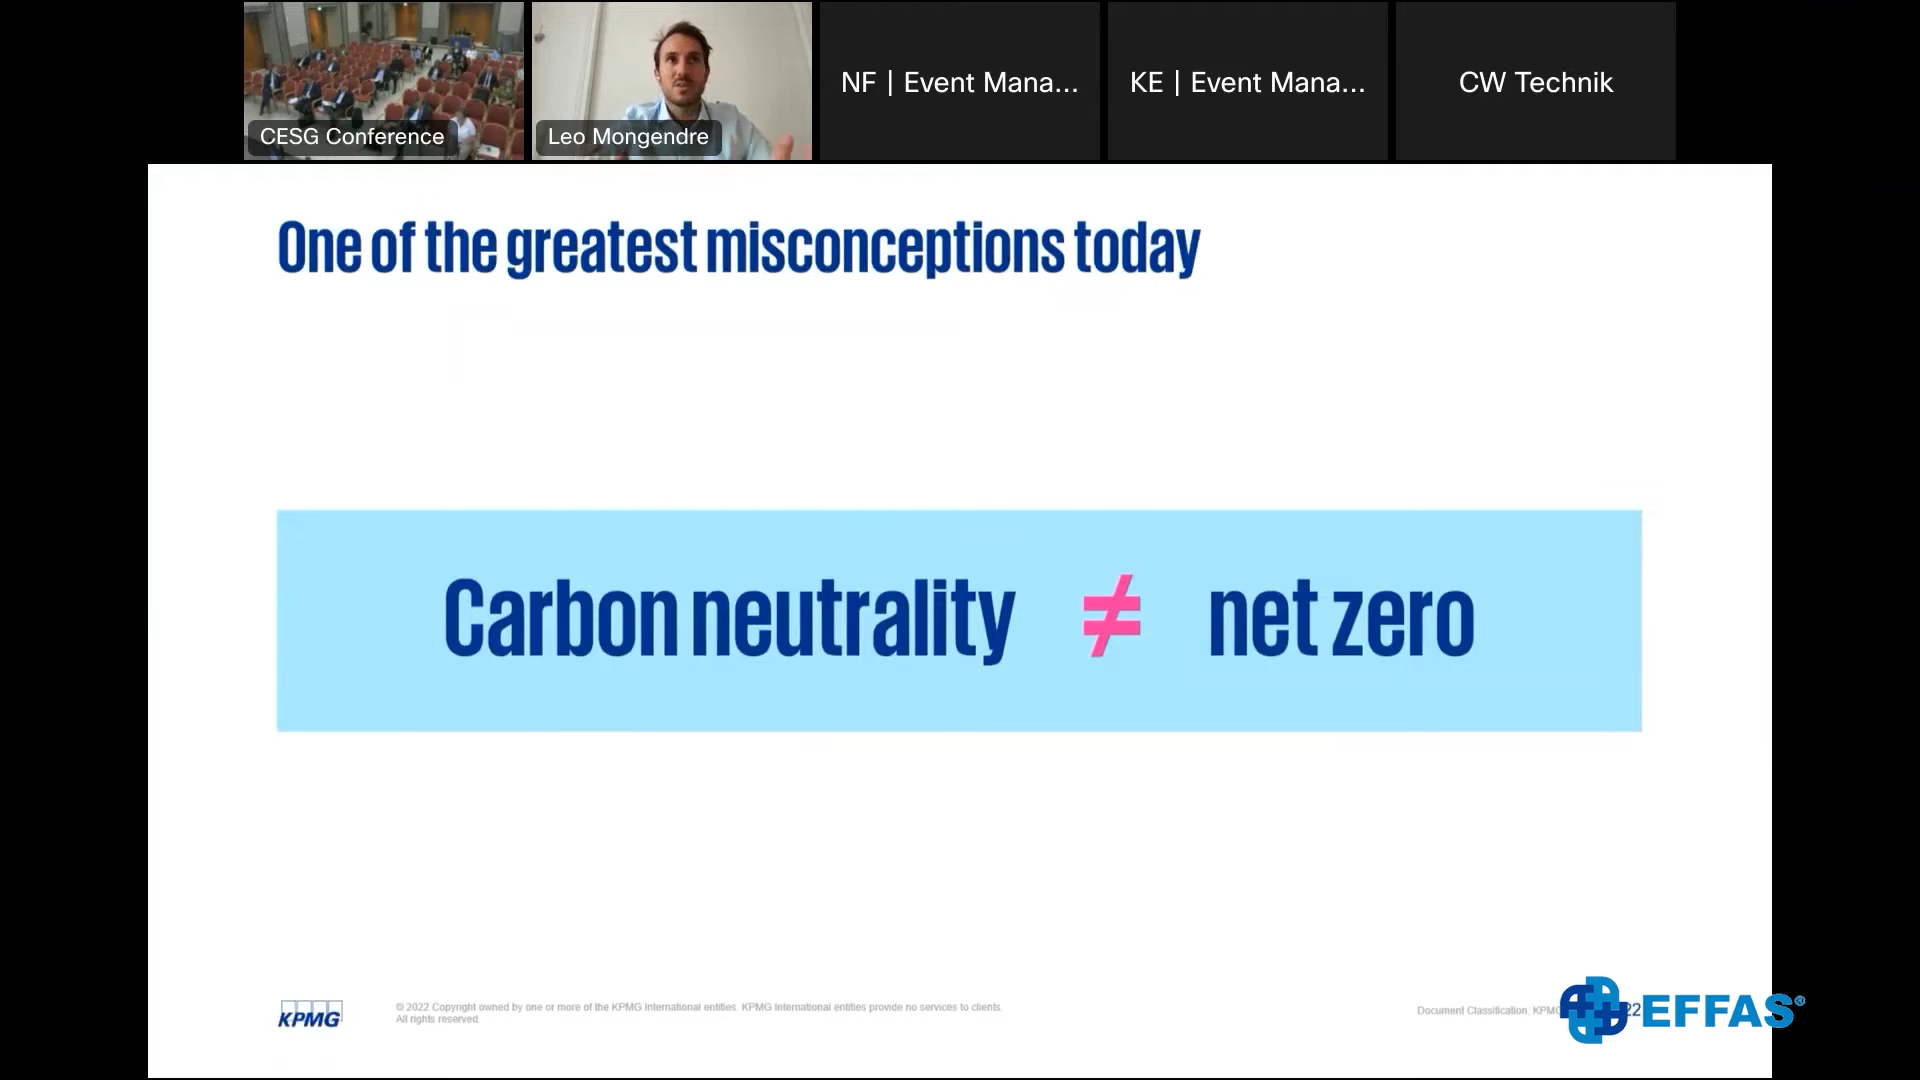 NF | Event Mana...
KE | Event Mana...
CW Technik
CESG Conference
Leo Mongendre
One of the greatest misconceptions today
Carbon neutrality ≠ net zero
KPMG
© 2022 Copyright owned by one or more of the KPMG International entities. KPMG International entities provide no services to clients.
All rights reserved.
Document Classification: KPMG
22
EFFAS®